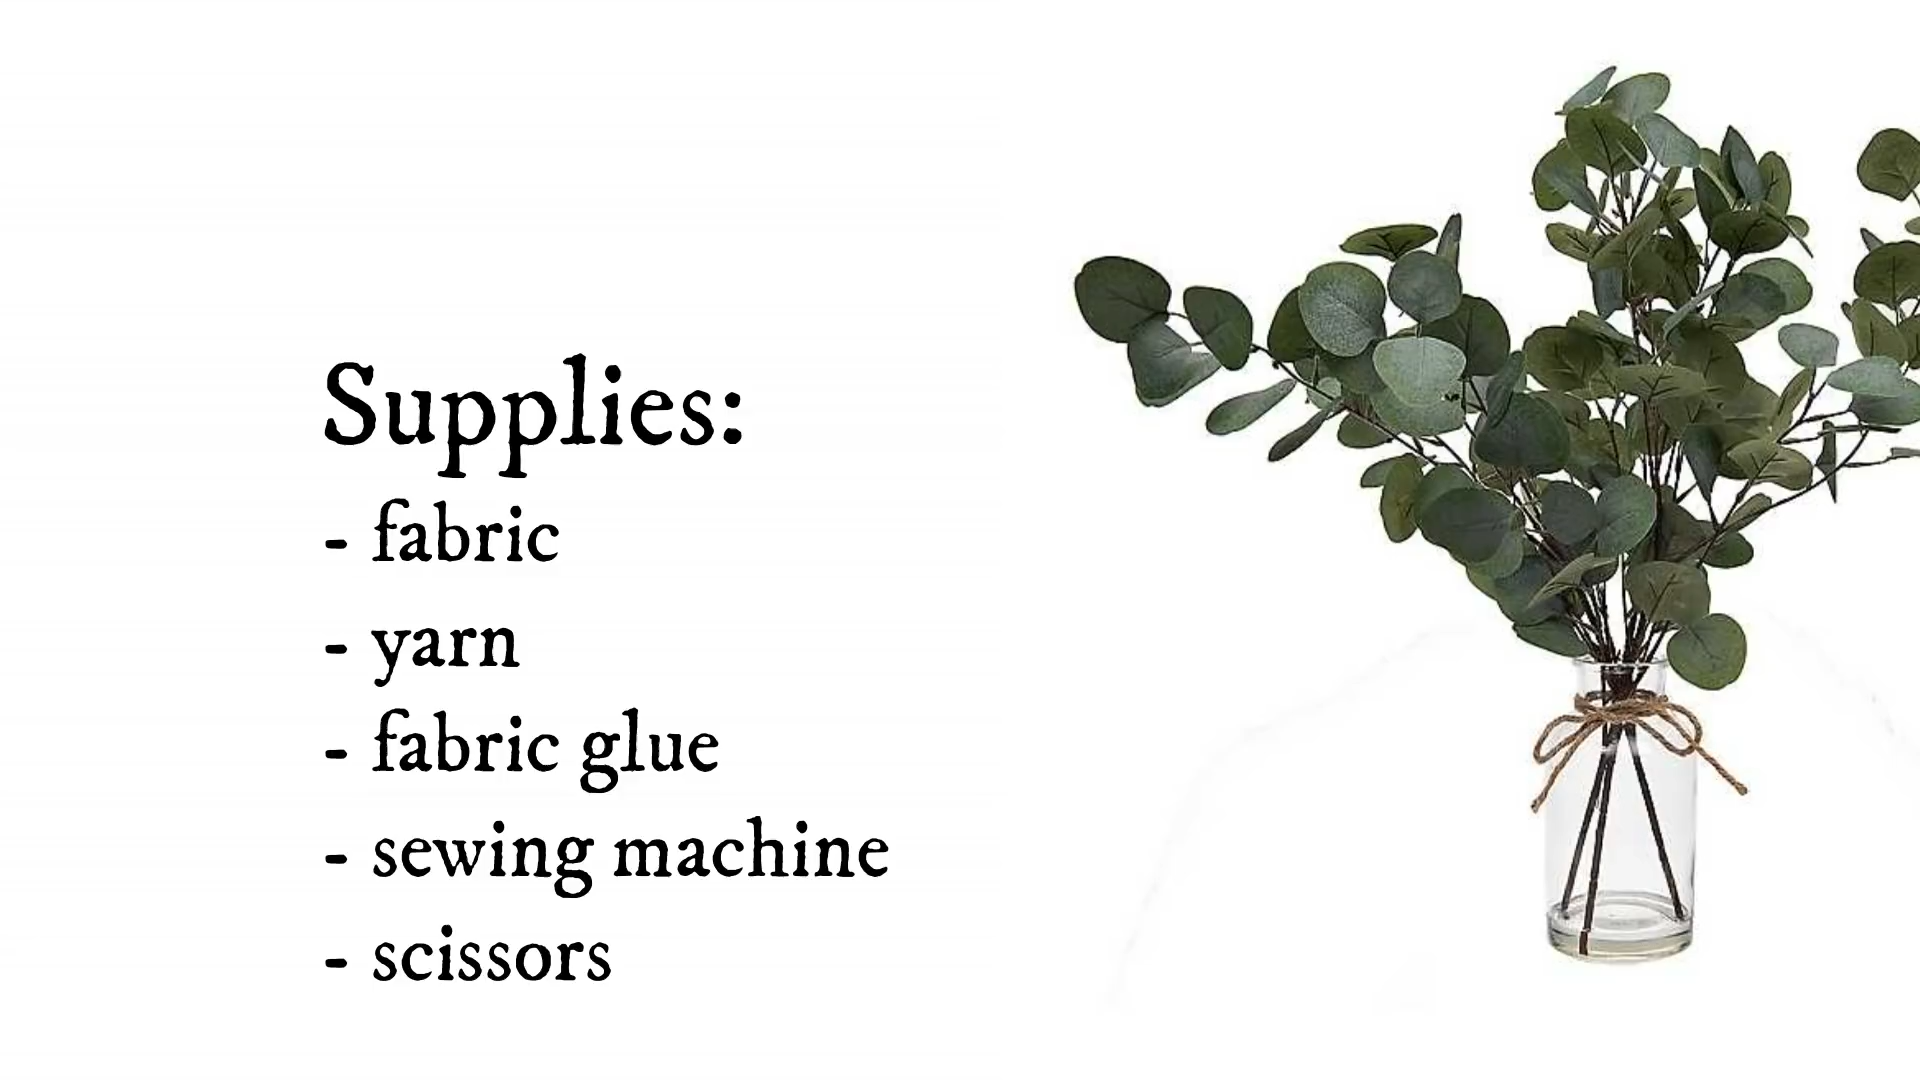 Supplies:
- fabric
- yarn
- fabric glue
- sewing machine
- scissors